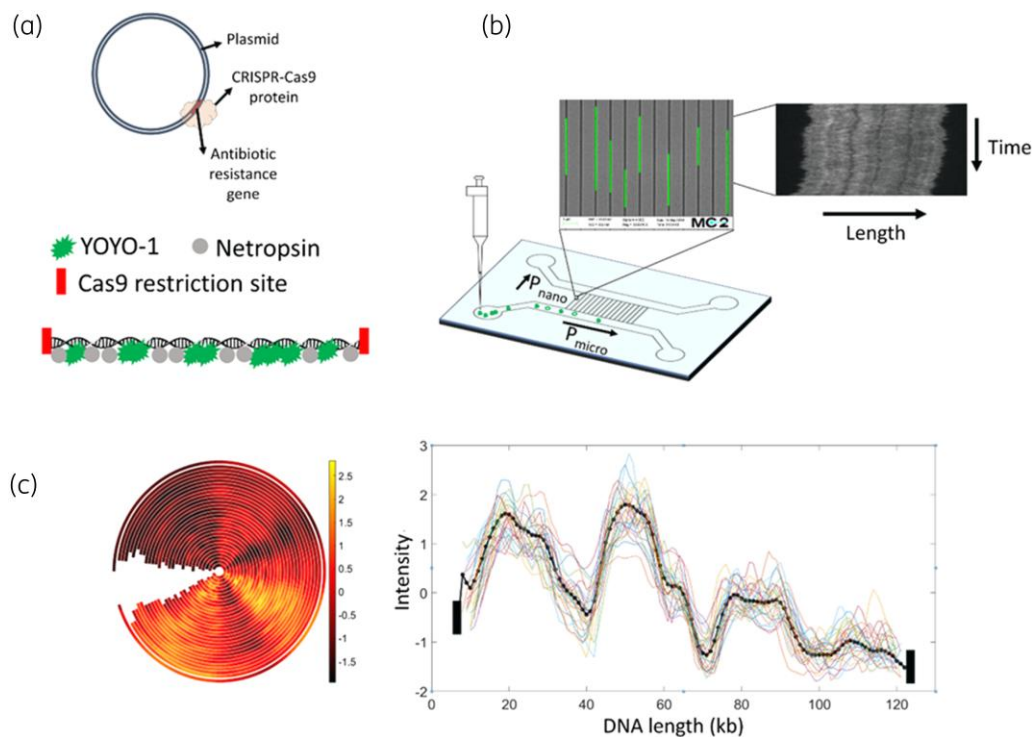 (a)
Plasmid
CRISPR-Cas9
protein
Antibiotic
resistance
gene
YOYO-1
Netropsin
Cas9 restriction site
(b)
MC2
Time
Length
P nano
P micro
(c)
2.5
2
1.5
1
0.5
0
-0.5
-1
-1.5
Intensity
3
2
1
0
-1
-2
0
20
40
60
80
100
120
DNA length (kb)